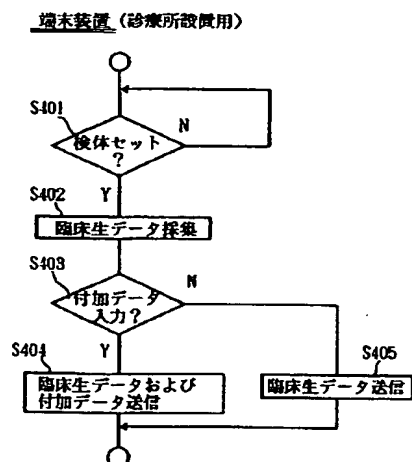 端末装置（診療所設置用）
S401
検体セット
？
N
Y
S402
臨床生データ採集
S403
付加データ
入力？
N
Y
S404
臨床生データおよび
付加データ送信
S405
臨床生データ送信